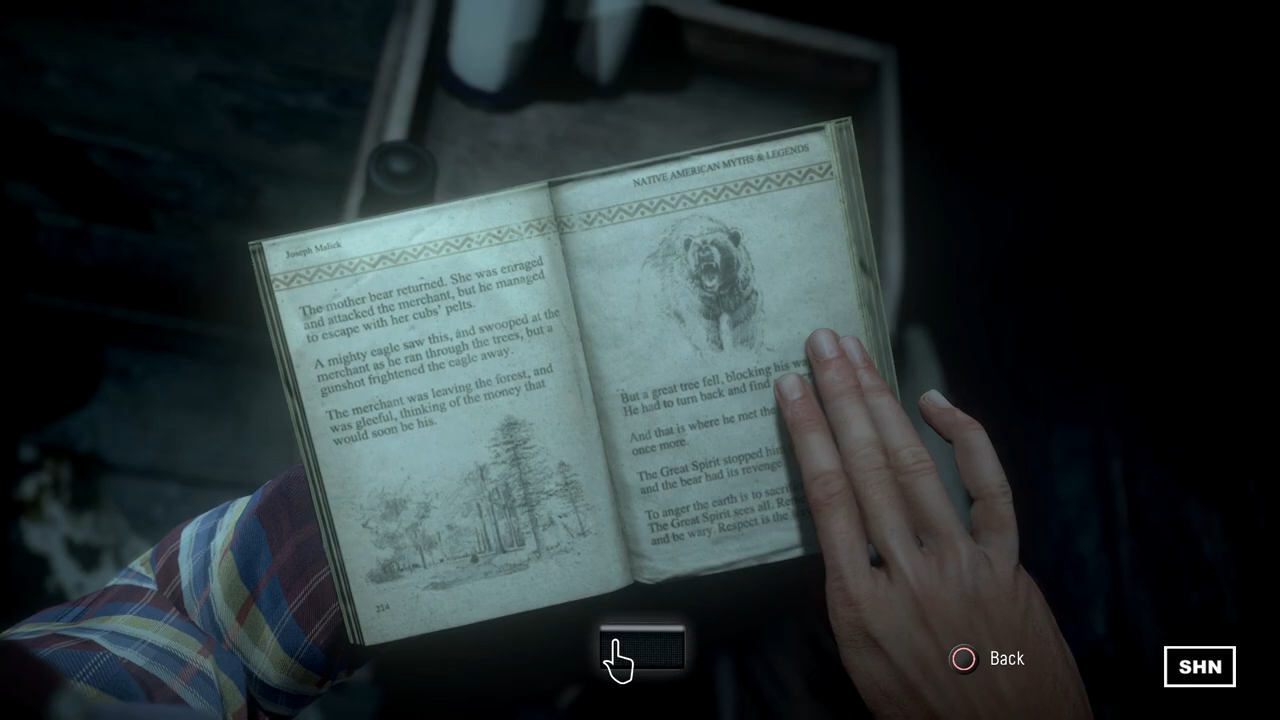 Joseph Malick
The mother bear returned. She was enraged
and attacked the merchant, but he managed
to escape with her cubs' pelts.
A mighty eagle saw this, and swooped at the
merchant as he ran through the trees, but a
gunshot frightened the eagle away.
The merchant was leaving the forest, and
was gleeful, thinking of the money that
would soon be his.
214
NATIVE AMERICAN MYTHS & LEGENDS
But a great tree fell, blocking his
He had to turn back and find
And that is where he met the
once more.
The Great Spirit stopped
and the bear had its revenge
To anger the earth is to
The Great Spirit sees all.
and be wary. Respect is the
Back
SHN